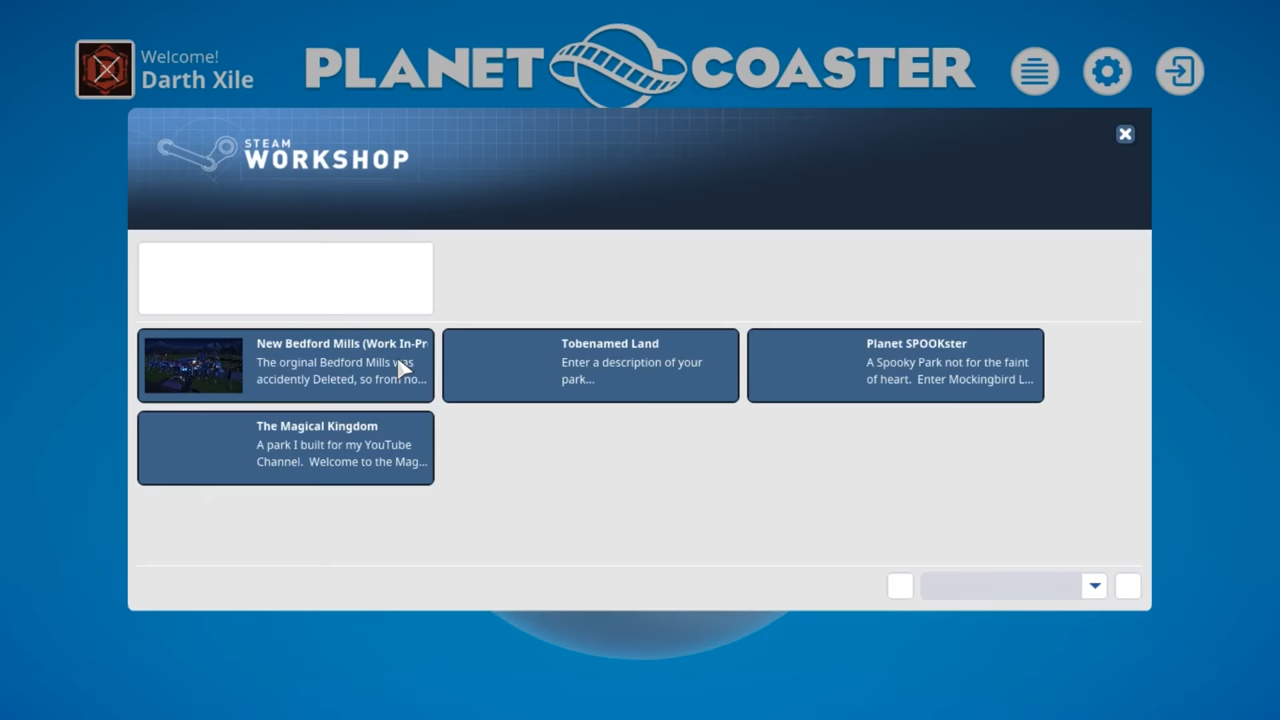 Welcome!
Darth Xile
PLANET COASTER
STEAM
WORKSHOP
New Bedford Mills (Work In-Pr
The orginal Bedford Mills was
accidently Deleted, so from no...
Tobenamed Land
Enter a description of your
park...
Planet SPOOKster
A Spooky Park not for the faint
of heart. Enter Mockingbird L...
The Magical Kingdom
A park I built for my YouTube
Channel. Welcome to the Mag...